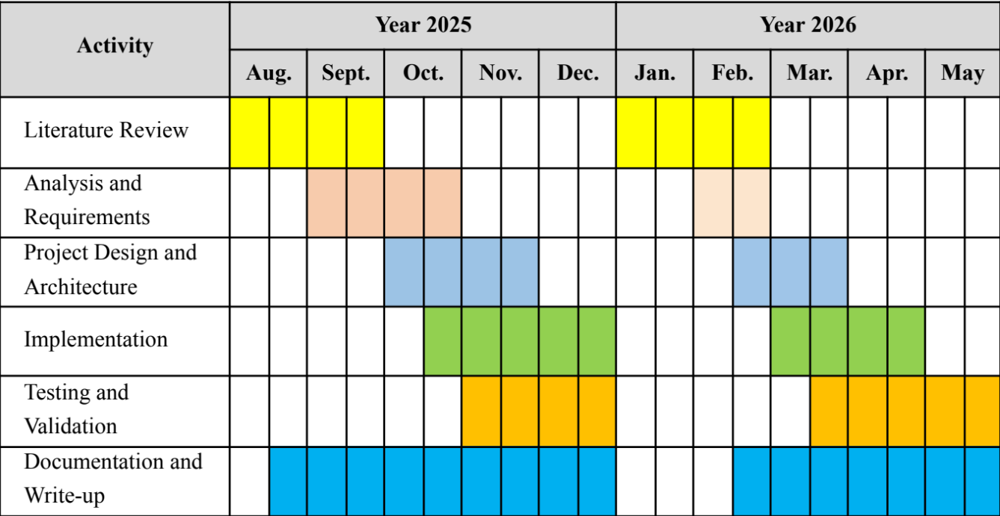 Activity
Year 2025
Year 2026
Aug.
Sept.
Oct.
Nov.
Dec.
Jan.
Feb.
Mar.
Apr.
May
Literature Review
Analysis and
Requirements
Project Design and
Architecture
Implementation
Testing and
Validation
Documentation and
Write-up